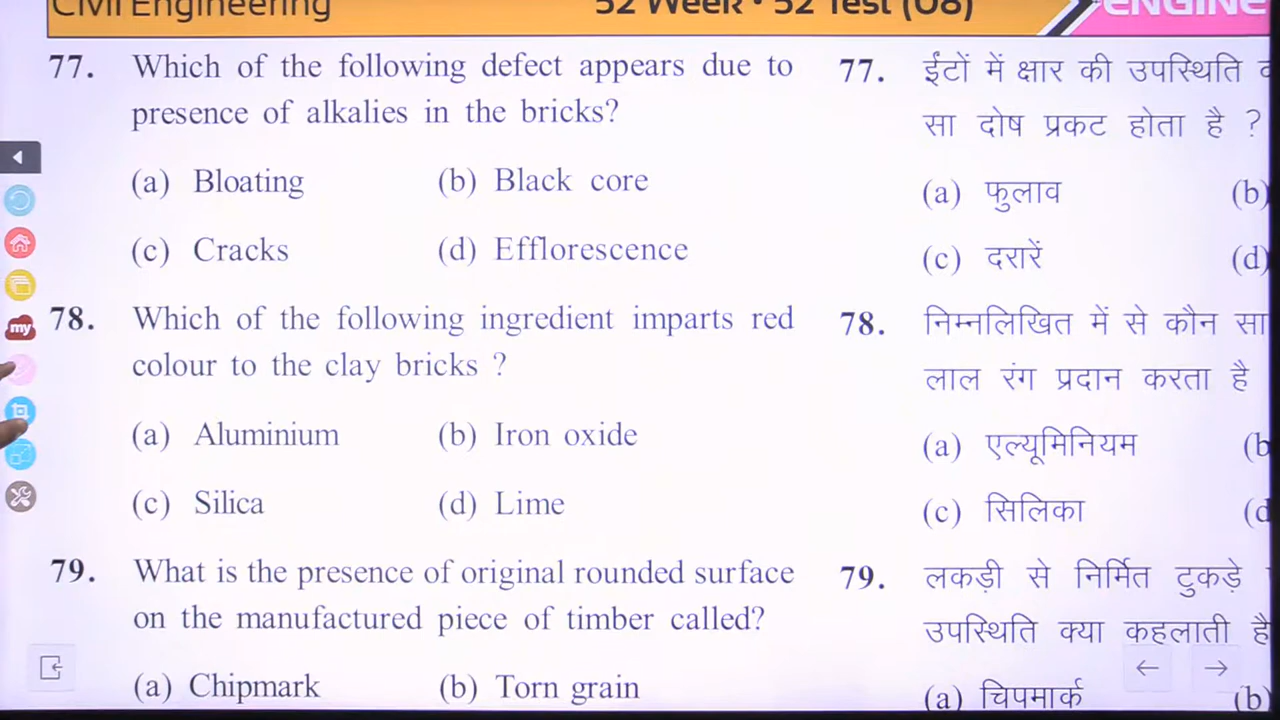 Civil Engineering
52 Week • 52 Test (08)
ENGINE
77. Which of the following defect appears due to
presence of alkalies in the bricks?
(a) Bloating (b) Black core
(c) Cracks (d) Efflorescence
78. Which of the following ingredient imparts red
colour to the clay bricks ?
(a) Aluminium (b) Iron oxide
(c) Silica (d) Lime
79. What is the presence of original rounded surface
on the manufactured piece of timber called?
(a) Chipmark (b) Torn grain
77. ईंटों में क्षार की उपस्थिति
सा दोष प्रकट होता है ?
(a) फुलाव (b)
(c) दरारें (d)
78. निम्नलिखित में से कौन सा
लाल रंग प्रदान करता है
(a) एल्यूमिनियम (b
(c) सिलिका (d
79. लकड़ी से निर्मित टुकड़े
उपस्थिति क्या कहलाती है
(a) चिपमार्क (b)
my